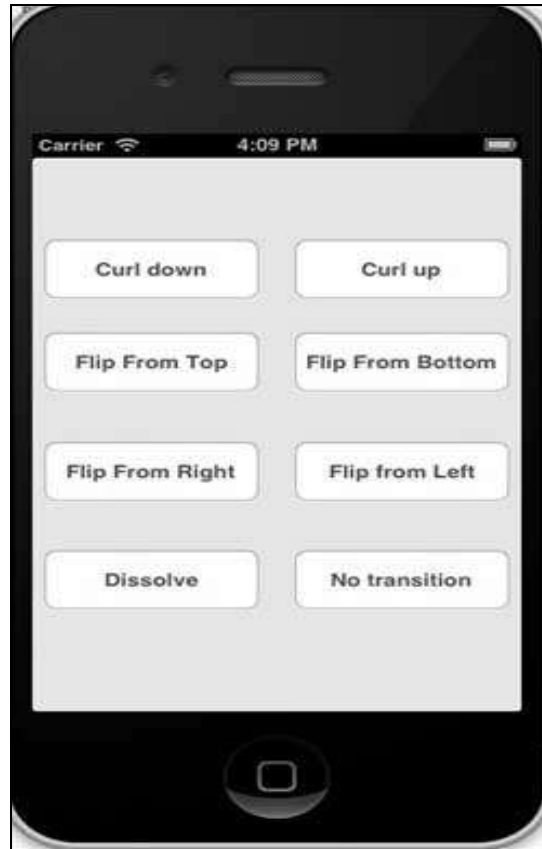 Carrier 4:09 PM
Curl down Curl up
Flip From Top Flip From Bottom
Flip From Right Flip from Left
Dissolve No transition